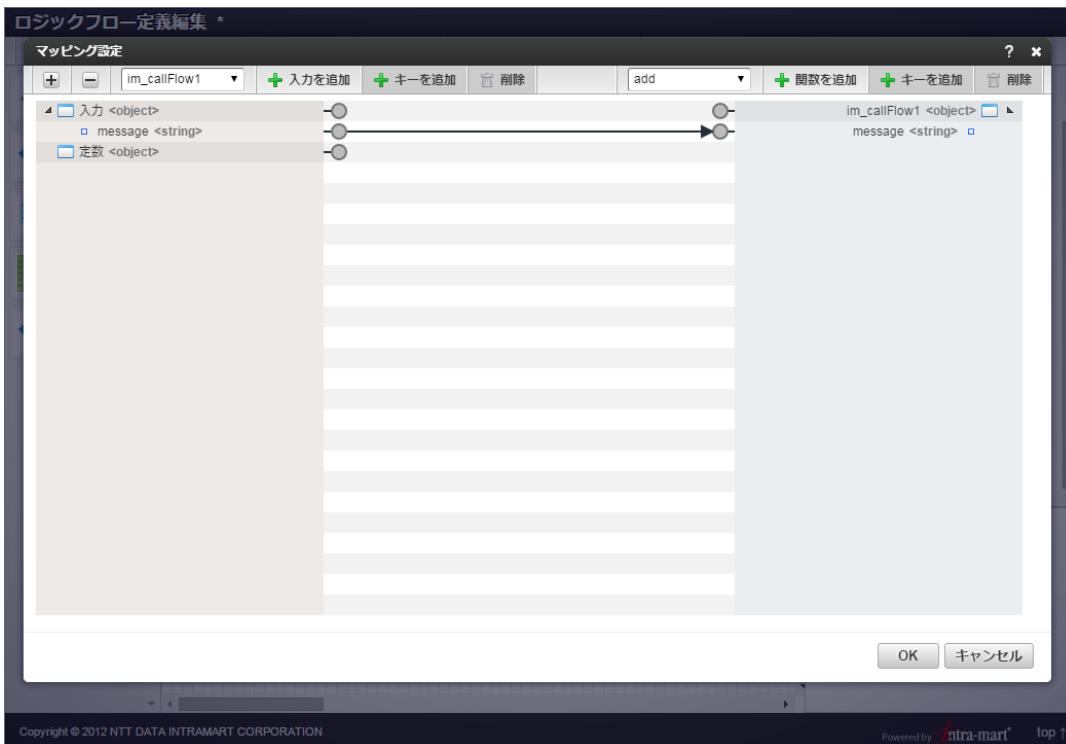 ロジックフロー定義編集 *
マッピング設定 ? ×
im_callFlow1 ▼ 入力を追加 キーを追加 削除 add ▼ 関数を追加 キーを追加 削除
入力 <object> im_callFlow1 <object>
message <string> message <string>
定数 <object>
OK キャンセル
Copyright © 2012 NTT DATA INTRAMART CORPORATION Powered by intra-mart® top ↑